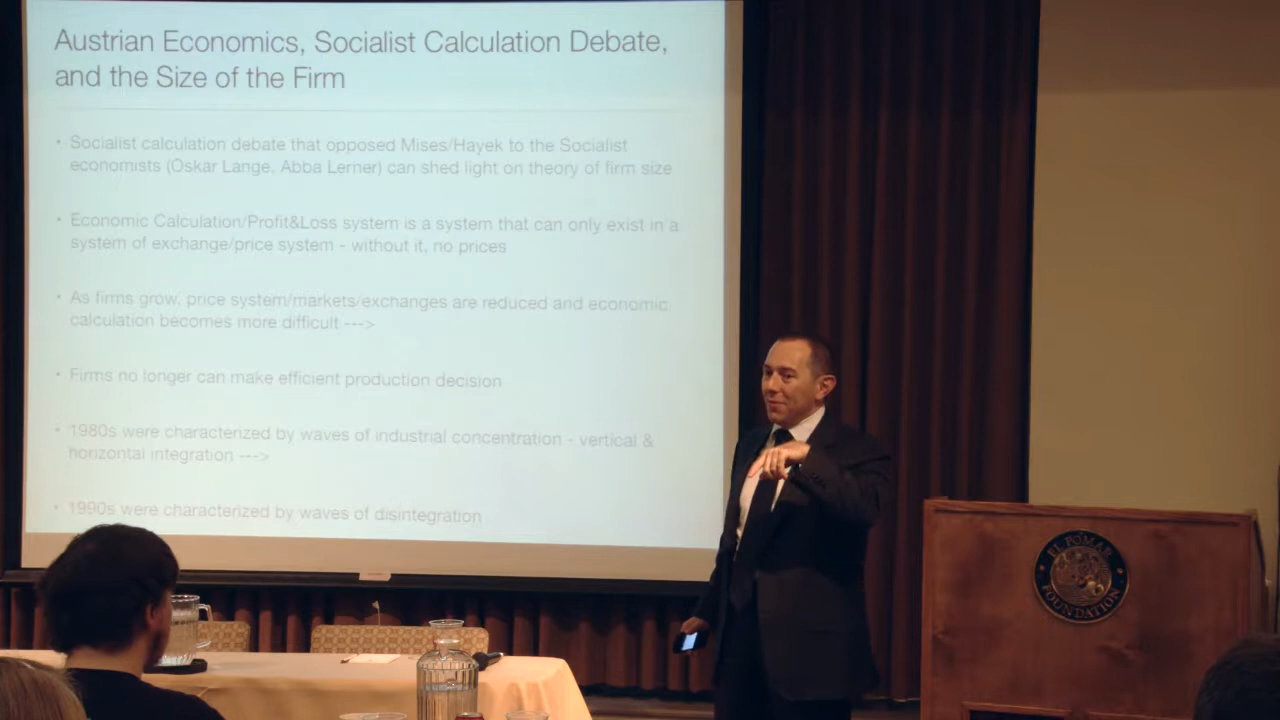 Austrian Economics, Socialist Calculation Debate,
and the Size of the Firm
• Socialist calculation debate that opposed Mises/Hayek to the Socialist
economists (Oskar Lange, Abba Lerner) can shed light on theory of firm size
• Economic Calculation/Profit&Loss system is a system that can only exist in a
system of exchange/price system - without it, no prices
• As firms grow, price system/markets/exchanges are reduced and economic
calculation becomes more difficult --->
• Firms no longer can make efficient production decision
• 1980s were characterized by waves of industrial concentration - vertical &
horizontal integration --->
• 1990s were characterized by waves of disintegration
EL POMAR
FOUNDATION